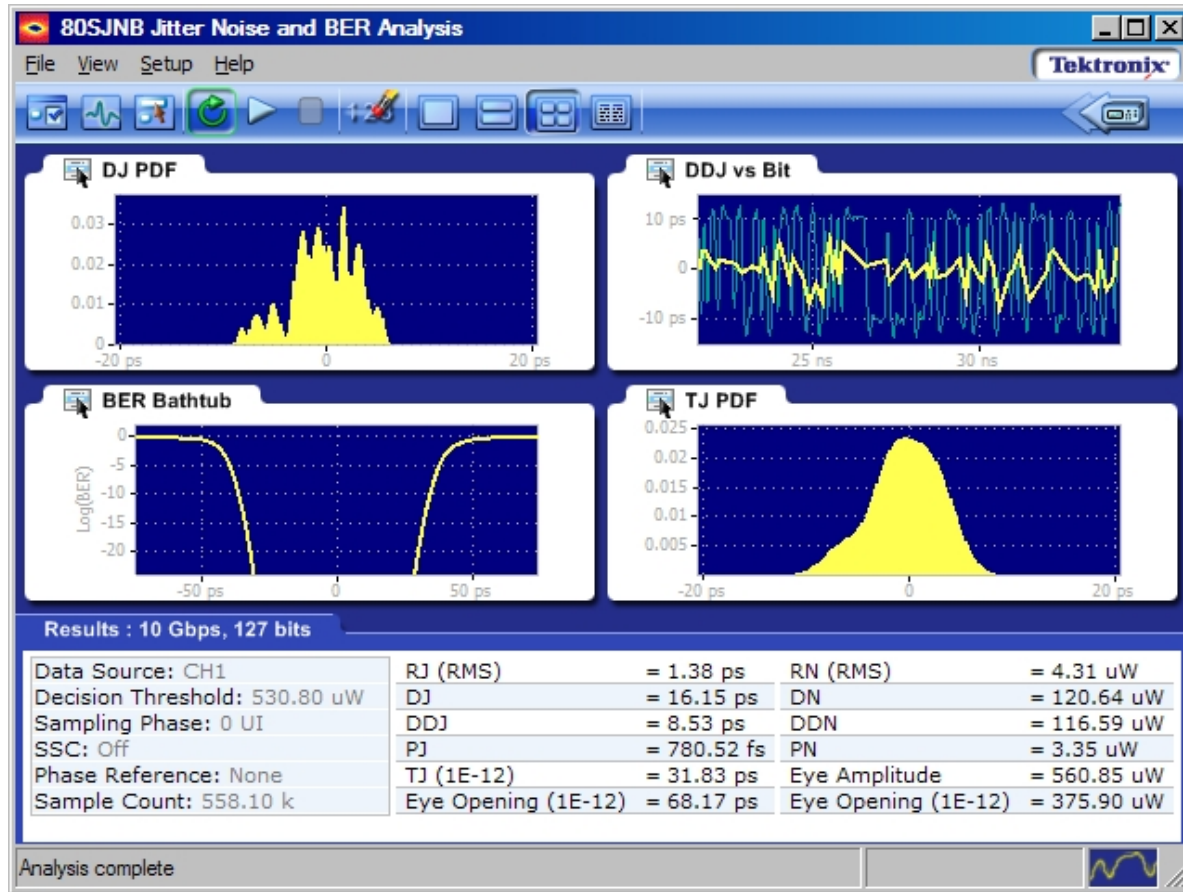 80SJNB Jitter Noise and BER Analysis
File View Setup Help
Tektronix
DJ PDF
0.03
0.02
0.01
0
-20 ps 0 20 ps
DDJ vs Bit
10 ps
0
-10 ps
25 ns 30 ns
BER Bathtub
Log(BER)
0
-5
-10
-15
-20
-50 ps 0 50 ps
TJ PDF
0.025
0.02
0.015
0.01
0.005
-20 ps 0 20 ps
Results : 10 Gbps, 127 bits
Data Source: CH1
Decision Threshold: 530.80 uW
Sampling Phase: 0 UI
SSC: Off
Phase Reference: None
Sample Count: 558.10 k
RJ (RMS) = 1.38 ps
DJ = 16.15 ps
DDJ = 8.53 ps
PJ = 780.52 fs
TJ (1E-12) = 31.83 ps
Eye Opening (1E-12) = 68.17 ps
RN (RMS) = 4.31 uW
DN = 120.64 uW
DDN = 116.59 uW
PN = 3.35 uW
Eye Amplitude = 560.85 uW
Eye Opening (1E-12) = 375.90 uW
Analysis complete